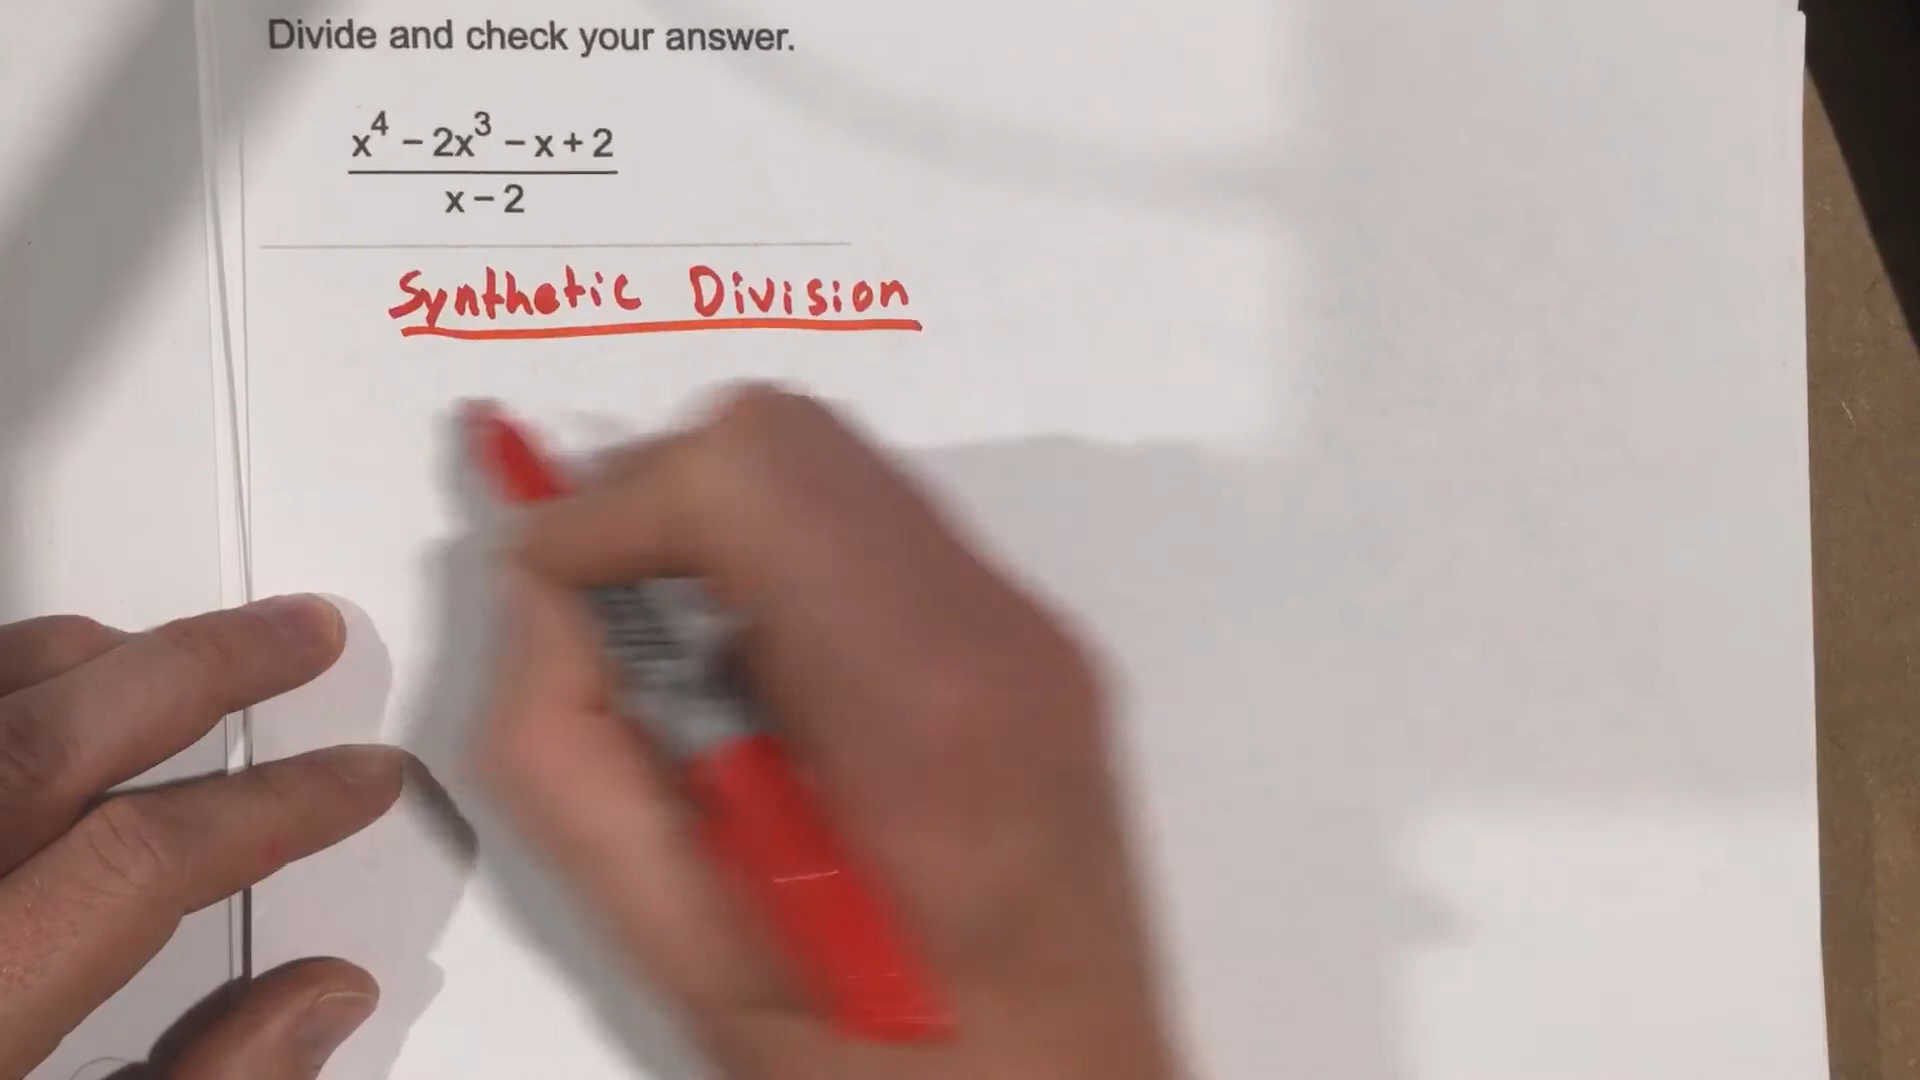 Divide and check your answer.
x⁴ − 2x³ − x + 2
x − 2
Synthetic Division